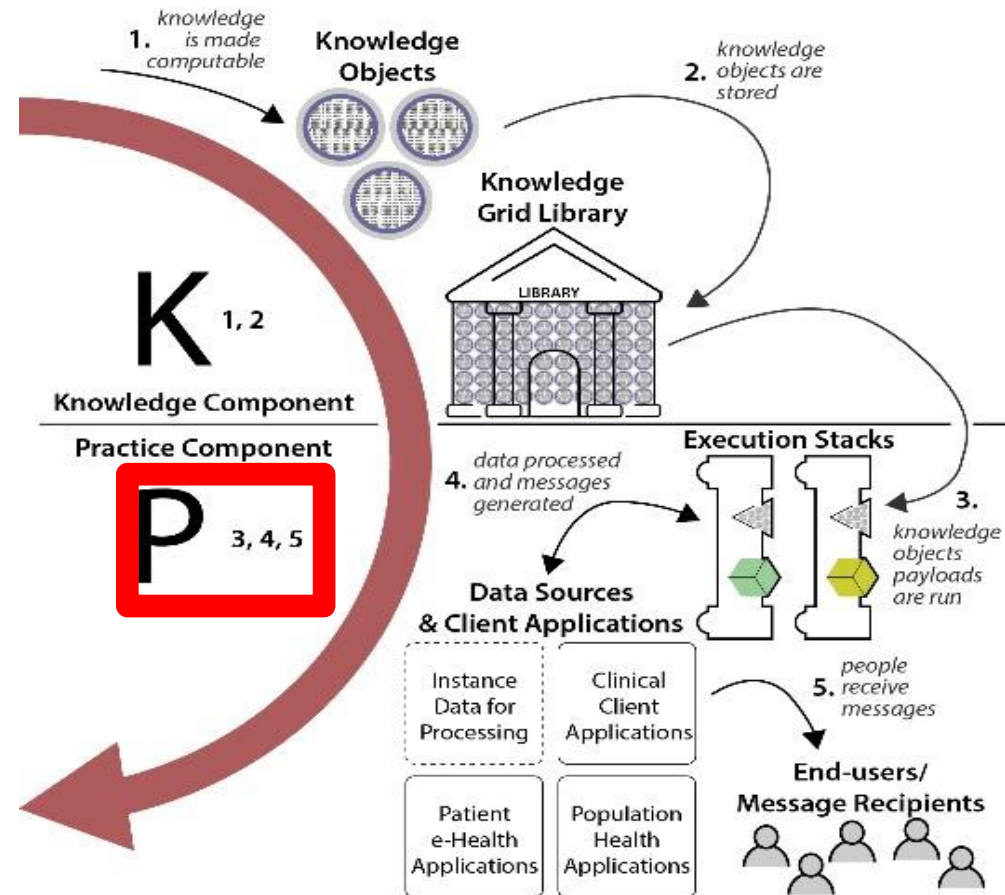 1. knowledge
is made
computable
Knowledge
Objects
2. knowledge
objects are
stored
Knowledge
Grid Library
LIBRARY
K 1, 2
Knowledge Component
Practice Component
P 3, 4, 5
Execution Stacks
3.
knowledge
objects
payloads
are run
4. data processed
and messages
generated
Data Sources
& Client Applications
Instance
Data for
Processing
Clinical
Client
Applications
Patient
e-Health
Applications
Population
Health
Applications
5. people
receive
messages
End-users/
Message Recipients